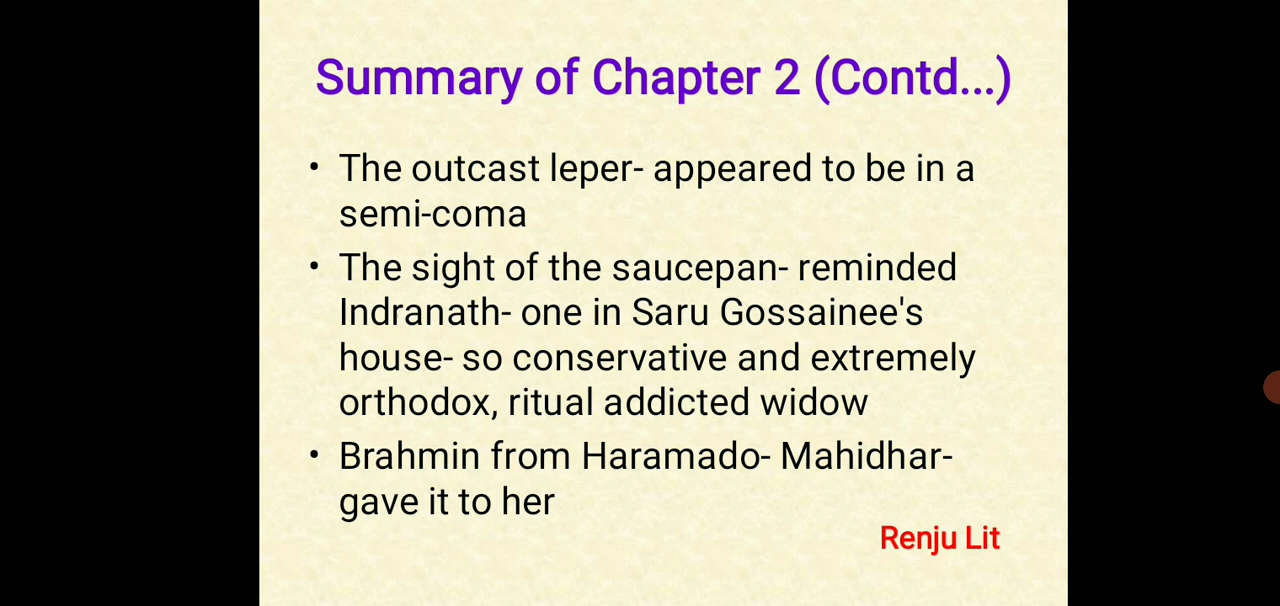 Summary of Chapter 2 (Contd...)
• The outcast leper- appeared to be in a
semi-coma
• The sight of the saucepan- reminded
Indranath- one in Saru Gossainee's
house- so conservative and extremely
orthodox, ritual addicted widow
• Brahmin from Haramado- Mahidhar-
gave it to her
Renju Lit